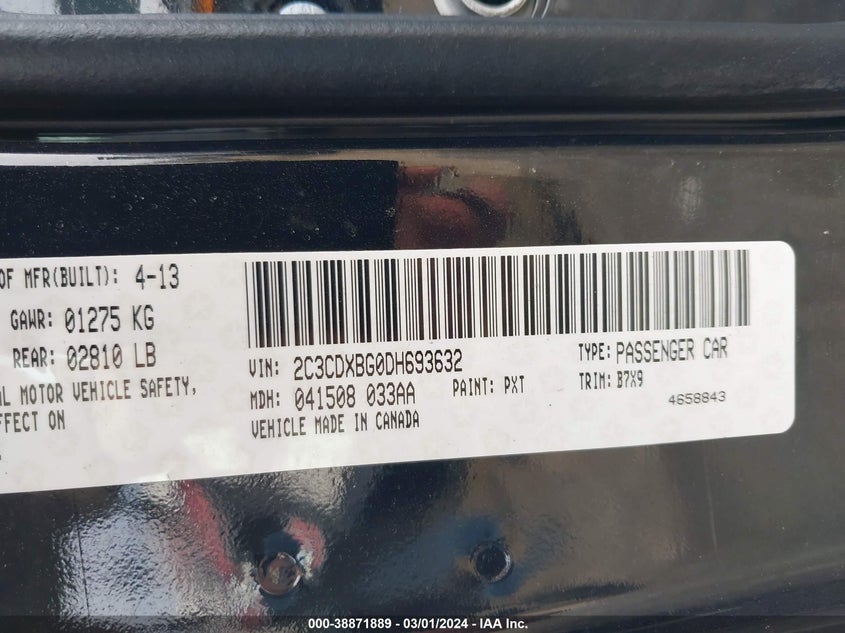 OF MFR(BUILT): 4-13
GAWR: 01275 KG
REAR: 02810 LB
MOTOR VEHICLE SAFETY,
EFFECT ON
VIN: 2C3CDXBG0DH693632
TYPE: PASSENGER CAR
MDH: 041508 033AA
PAINT: PXT
TRIM: B7X9
VEHICLE MADE IN CANADA
4658843
000-38871889 - 03/01/2024 - IAA Inc.